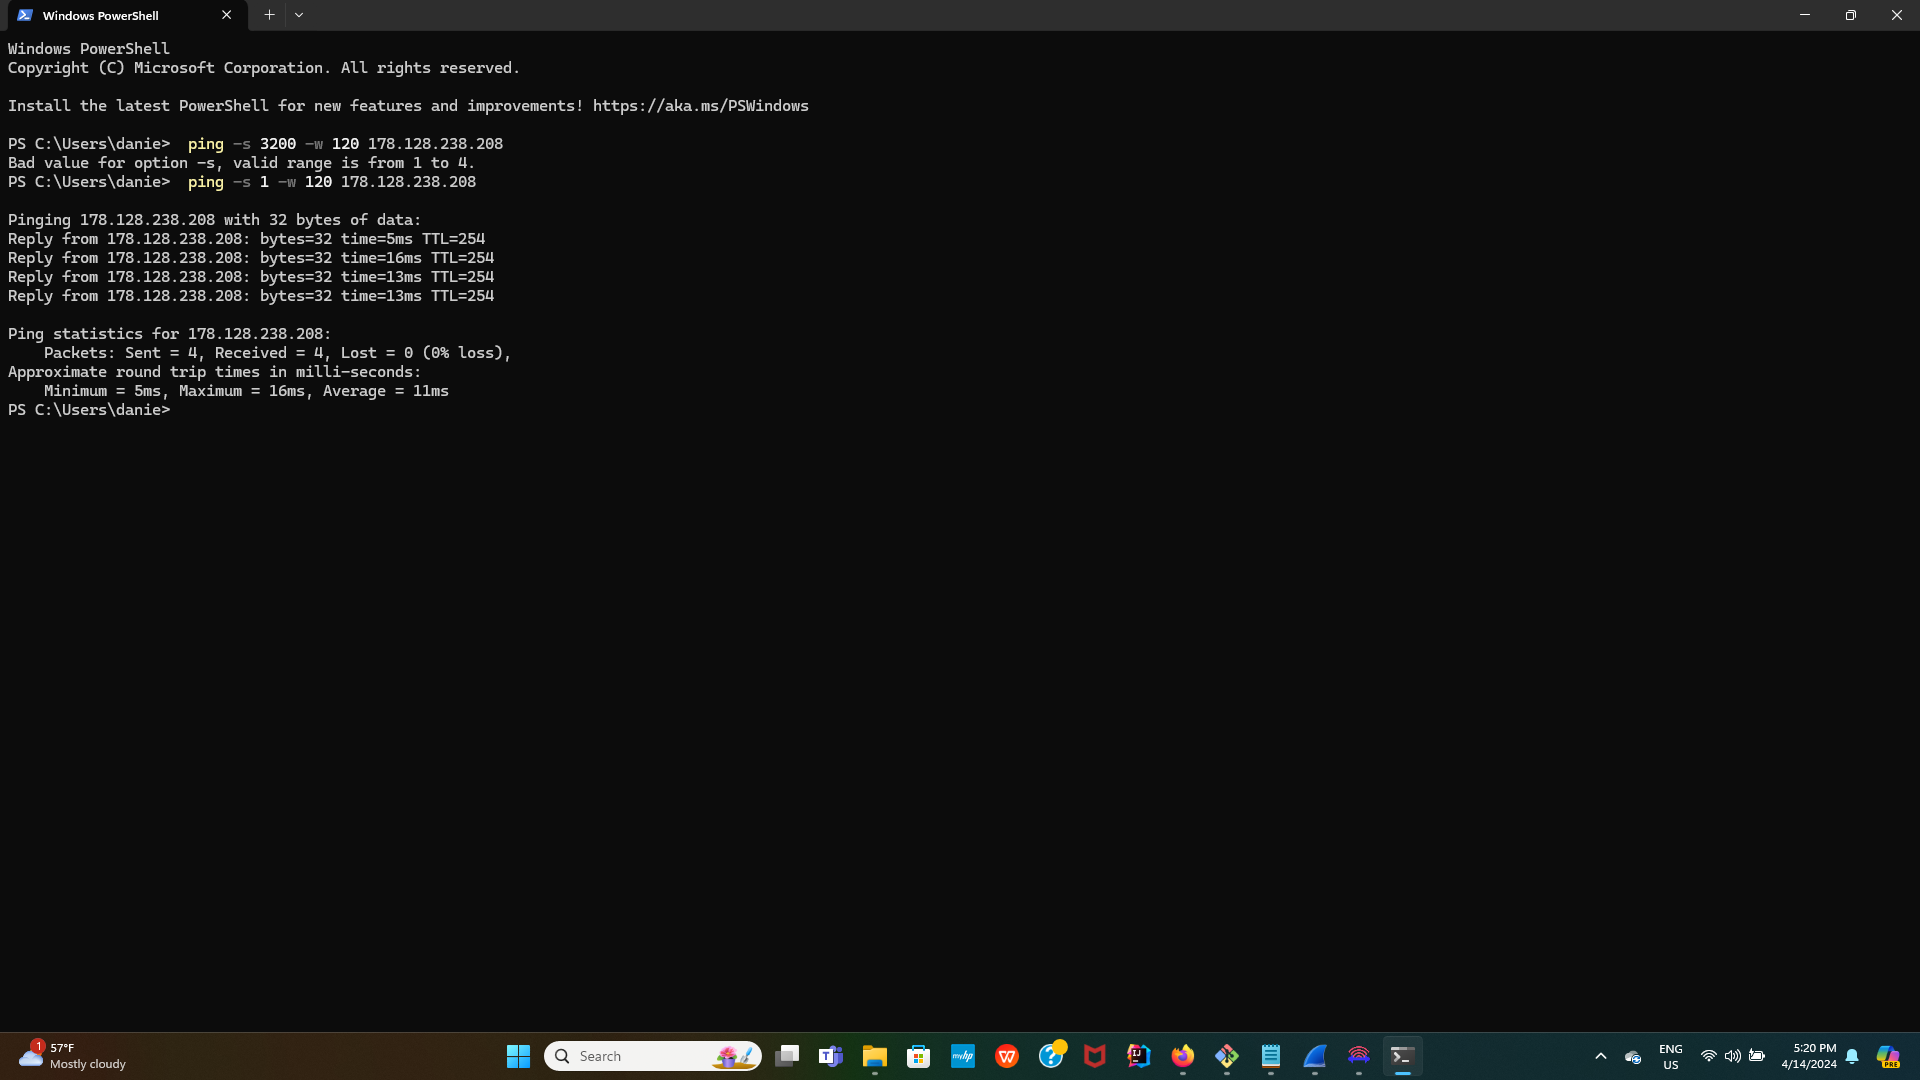 Windows PowerShell
Windows PowerShell
Copyright (C) Microsoft Corporation. All rights reserved.
Install the latest PowerShell for new features and improvements! https://aka.ms/PSWindows
PS C:\Users\danie>  ping -s 3200 -w 120 178.128.238.208
Bad value for option -s, valid range is from 1 to 4.
PS C:\Users\danie>  ping -s 1 -w 120 178.128.238.208
Pinging 178.128.238.208 with 32 bytes of data:
Reply from 178.128.238.208: bytes=32 time=5ms TTL=254
Reply from 178.128.238.208: bytes=32 time=16ms TTL=254
Reply from 178.128.238.208: bytes=32 time=13ms TTL=254
Reply from 178.128.238.208: bytes=32 time=13ms TTL=254
Ping statistics for 178.128.238.208:
    Packets: Sent = 4, Received = 4, Lost = 0 (0% loss),
Approximate round trip times in milli-seconds:
    Minimum = 5ms, Maximum = 16ms, Average = 11ms
PS C:\Users\danie>
1
57°F
Mostly cloudy
Search
myhp
IJ
ENG
US
5:20 PM
4/14/2024
PRE